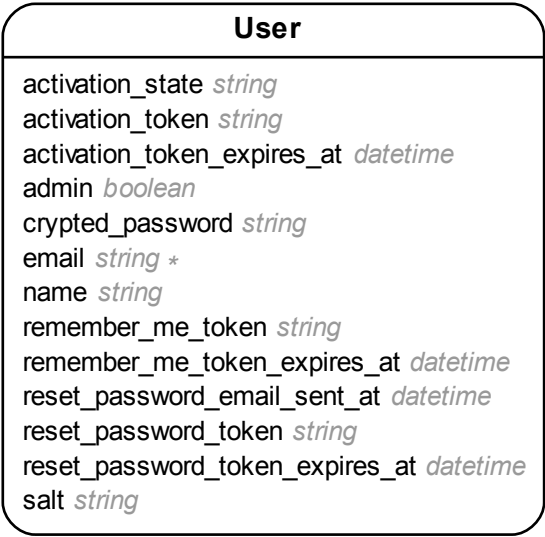 User
activation_state string
activation_token string
activation_token_expires_at datetime
admin boolean
crypted_password string
email string *
name string
remember_me_token string
remember_me_token_expires_at datetime
reset_password_email_sent_at datetime
reset_password_token string
reset_password_token_expires_at datetime
salt string